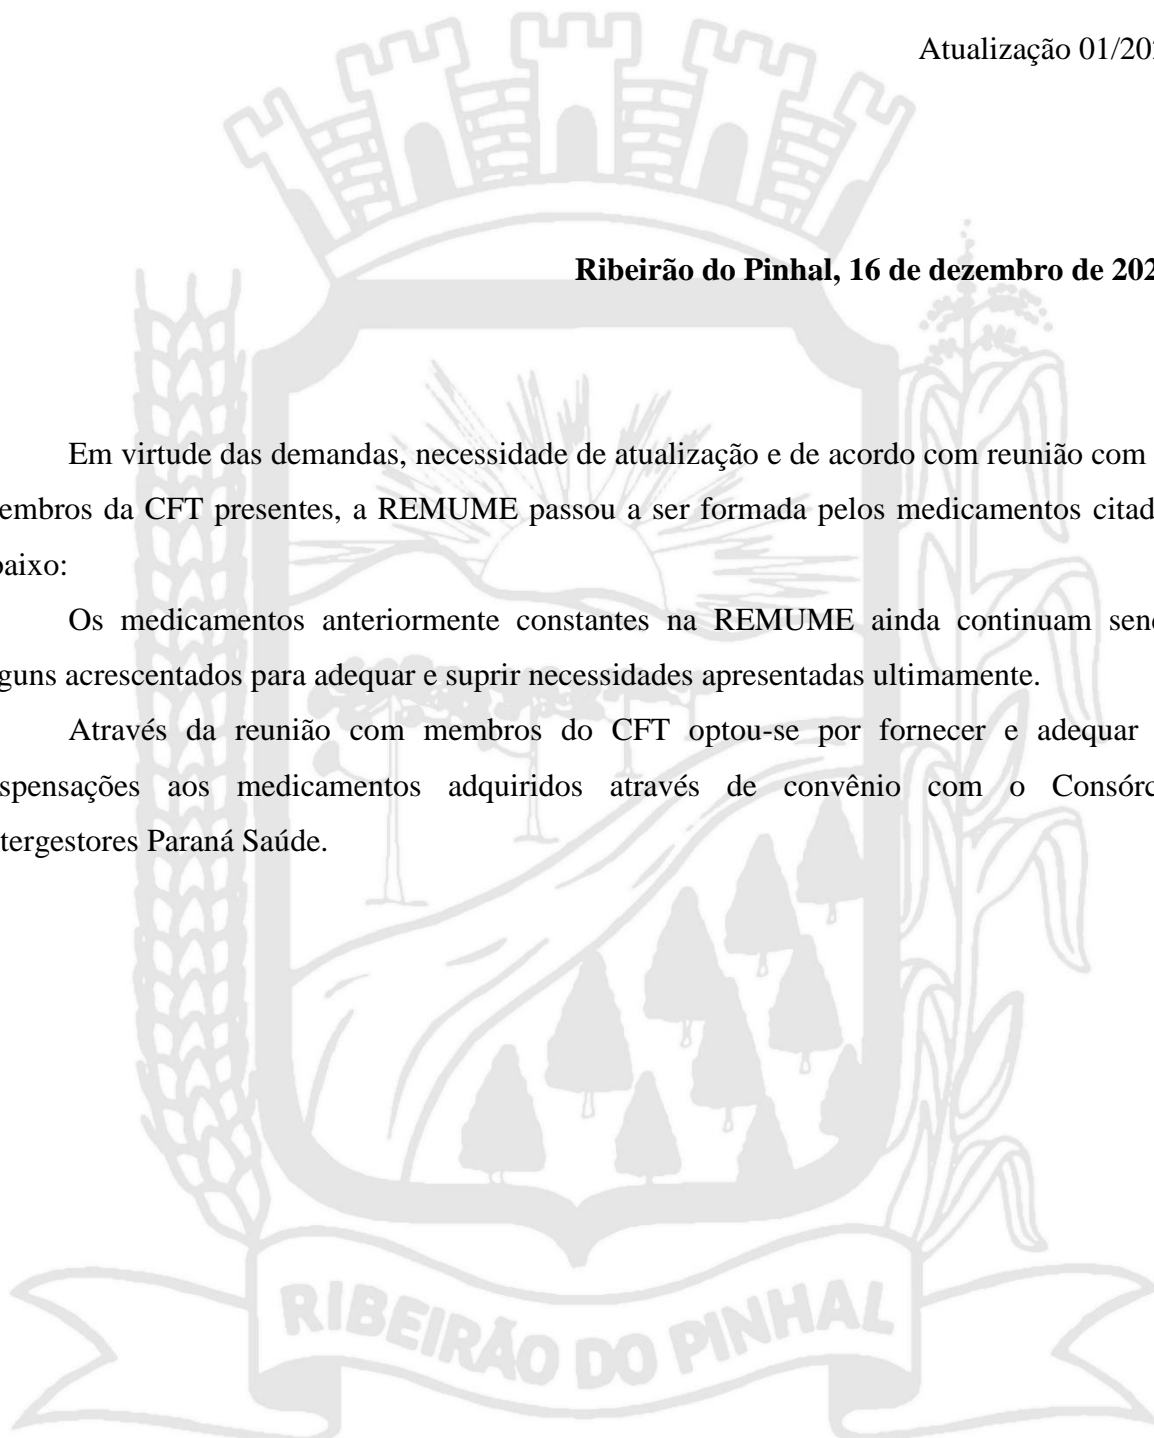 Atualização 01/202
Ribeirão do Pinhal, 16 de dezembro de 202
Em virtude das demandas, necessidade de atualização e de acordo com reunião com
embros da CFT presentes, a REMUME passou a ser formada pelos medicamentos citad
baixo:
Os medicamentos anteriormente constantes na REMUME ainda continuam send
guns acrescentados para adequar e suprir necessidades apresentadas ultimamente.
Através da reunião com membros do CFT optou-se por fornecer e adequar
spensações aos medicamentos adquiridos através de convênio com o Consórc
tergestores Paraná Saúde.
RIBEIRÃO DO PINHAL